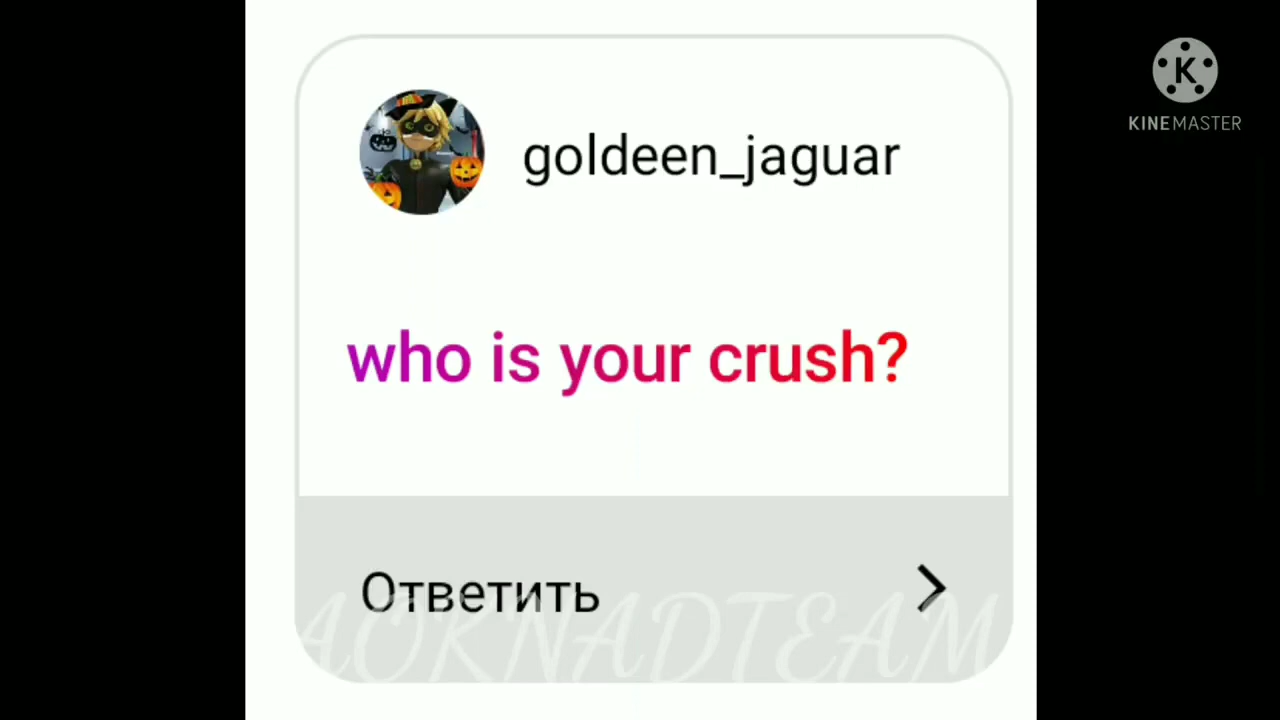 goldeen_jaguar
who is your crush?
Ответить
AOKNADTEAM
K
KINEMASTER